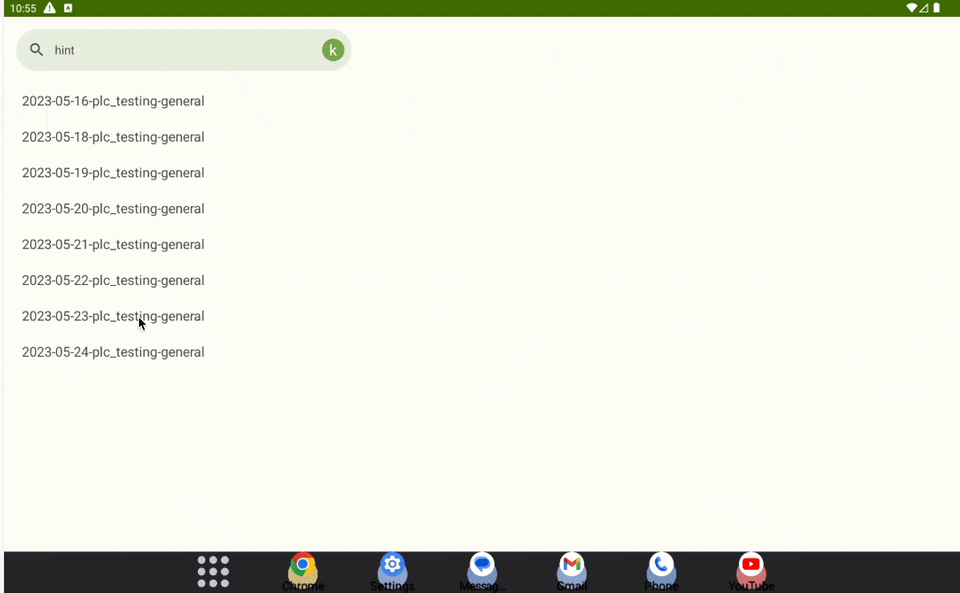 10:55
hint
k
2023-05-16-plc_testing-general
2023-05-18-plc_testing-general
2023-05-19-plc_testing-general
2023-05-20-plc_testing-general
2023-05-21-plc_testing-general
2023-05-22-plc_testing-general
2023-05-23-plc_testing-general
2023-05-24-plc_testing-general
Chrome Settings Messag... Gmail Phone YouTube